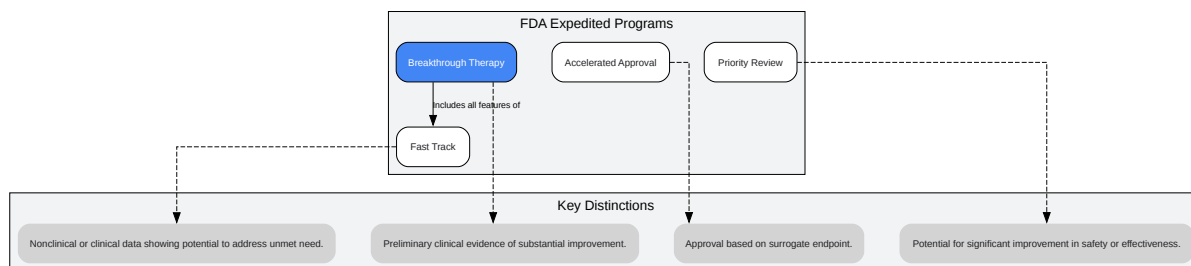 FDA Expedited Programs
Breakthrough Therapy
Accelerated Approval
Priority Review
Includes all features of
Fast Track
Key Distinctions
Nonclinical or clinical data showing potential to address unmet need.
Preliminary clinical evidence of substantial improvement.
Approval based on surrogate endpoint.
Potential for significant improvement in safety or effectiveness.